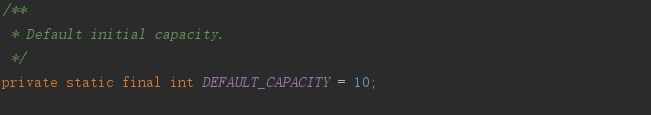 /**
* Default initial capacity.
*/
private static final int DEFAULT_CAPACITY = 10;